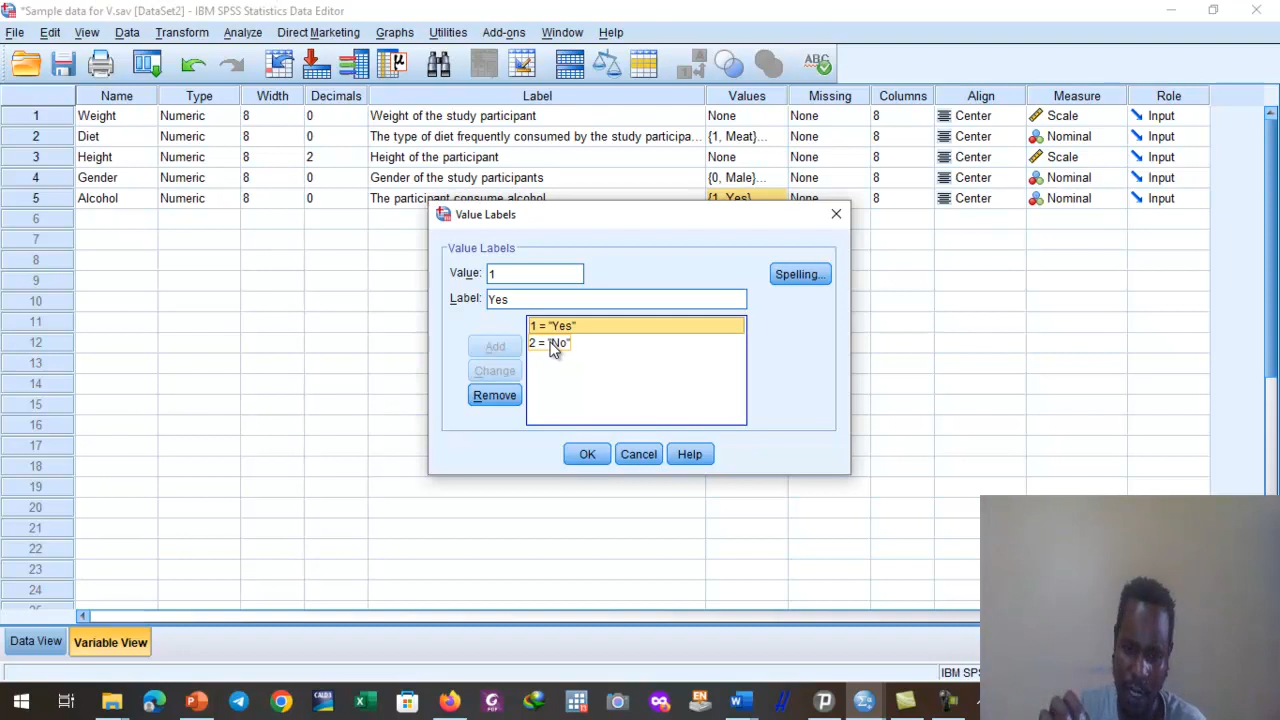 *Sample data for V.sav [DataSet2] - IBM SPSS Statistics Data Editor
File Edit View Data Transform Analyze Direct Marketing Graphs Utilities Add-ons Window Help
Name Type Width Decimals Label Values Missing Columns Align Measure Role
1 Weight Numeric 8 0 Weight of the study participant None None 8 Center Scale Input
2 Diet Numeric 8 0 The type of diet frequently consumed by the study participa... {1, Meat}... None 8 Center Nominal Input
3 Height Numeric 8 2 Height of the participant None None 8 Center Scale Input
4 Gender Numeric 8 0 Gender of the study participants {0, Male}... None 8 Center Nominal Input
5 Alcohol Numeric 8 0 The participant consume alcohol {1, Yes} None 8 Center Nominal Input
6
7
8
9
10
11
12
13
14
15
16
17
18
19
20
21
22
23
24
Value Labels
Value Labels
Value: 1
Spelling...
Label: Yes
1 = "Yes"
2 = "No"
Add
Change
Remove
OK Cancel Help
Data View Variable View
IBM SPS